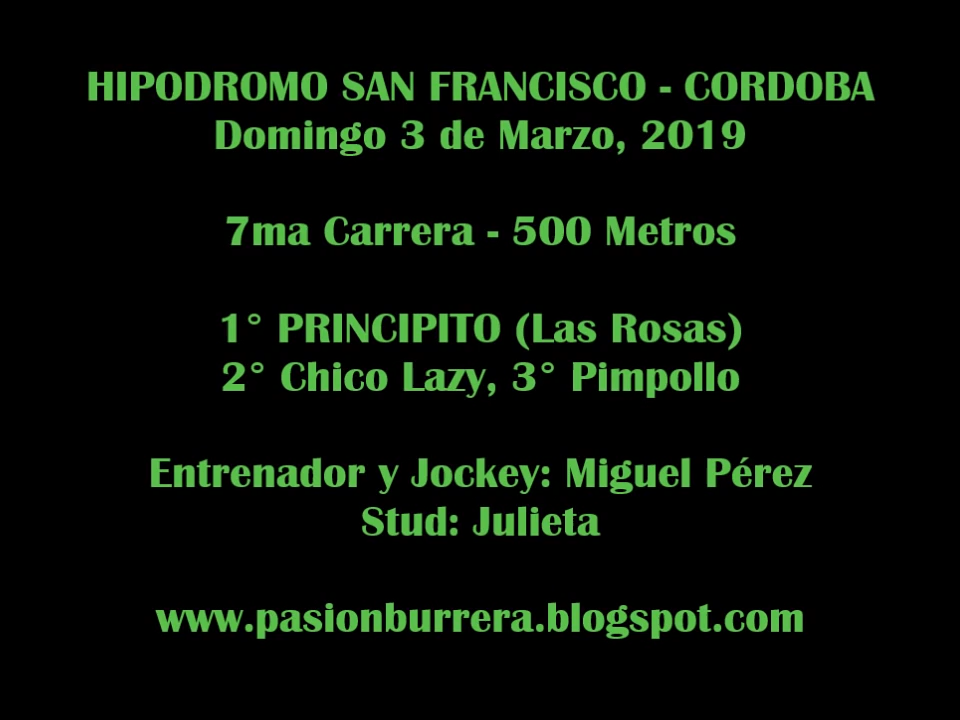 HIPODROMO SAN FRANCISCO - CORDOBA
Domingo 3 de Marzo, 2019
7ma Carrera - 500 Metros
1° PRINCIPITO (Las Rosas)
2° Chico Lazy, 3° Pimpollo
Entrenador y Jockey: Miguel Pérez
Stud: Julieta
www.pasionburrera.blogspot.com